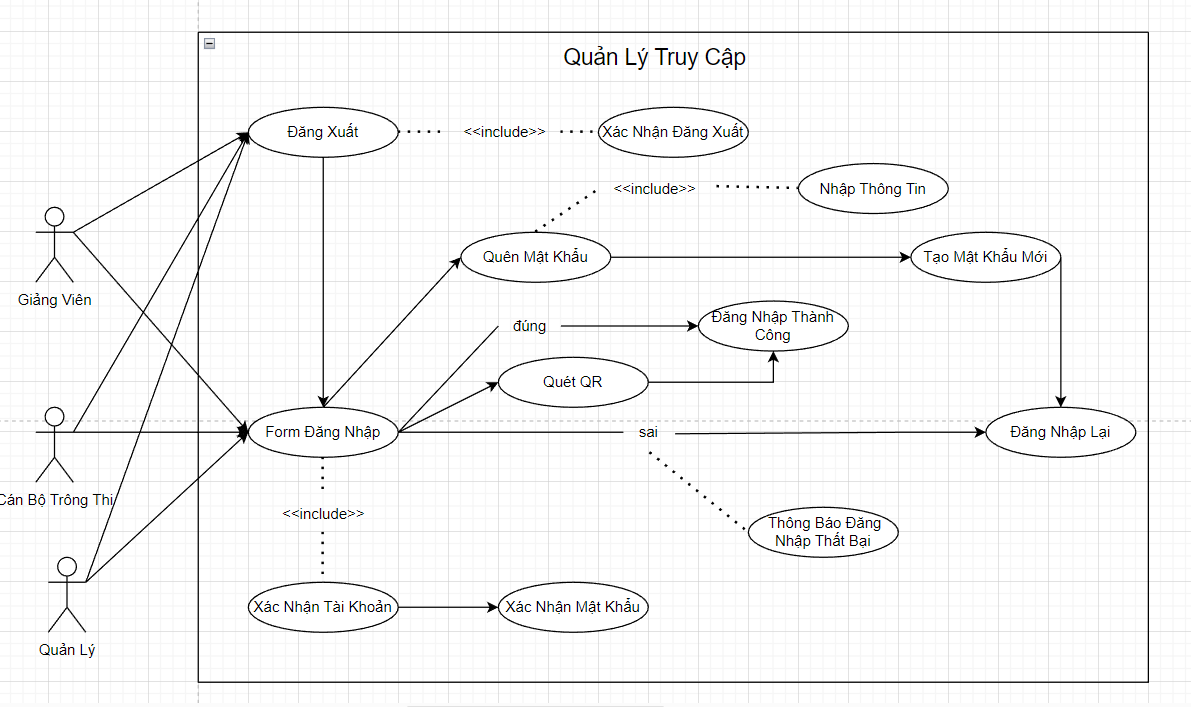 Quản Lý Truy Cập
Đăng Xuất
<<include>>
Xác Nhận Đăng Xuất
<<include>>
Nhập Thông Tin
Quên Mật Khẩu
Tạo Mật Khẩu Mới
Giảng Viên
đúng
Đăng Nhập Thành
Công
Quét QR
Form Đăng Nhập
sai
Đăng Nhập Lại
Cán Bộ Trông Thi
<<include>>
Thông Báo Đăng
Nhập Thất Bại
Xác Nhận Tài Khoản
Xác Nhận Mật Khẩu
Quản Lý